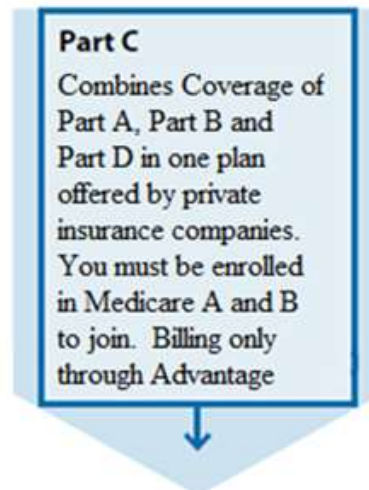 Part C
Combines Coverage of
Part A, Part B and
Part D in one plan
offered by private
insurance companies.
You must be enrolled
in Medicare A and B
to join. Billing only
through Advantage